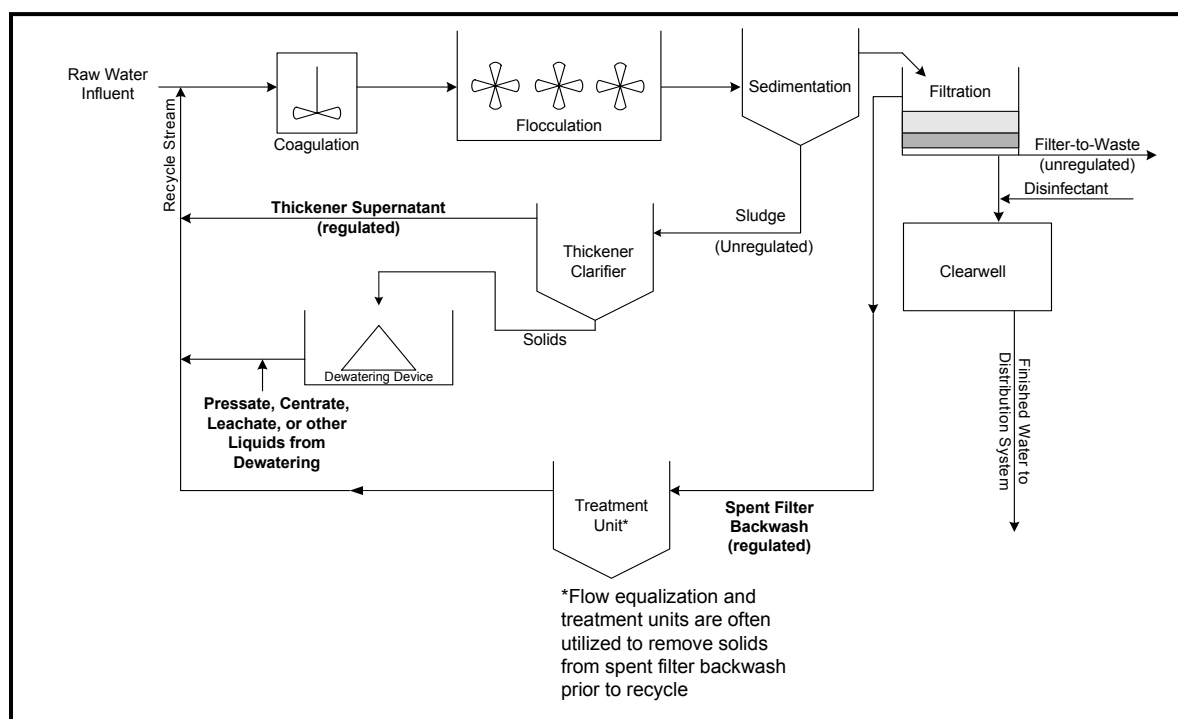 Raw Water
Influent
Recycle Stream
Coagulation
Flocculation
Sedimentation
Filtration
Filter-to-Waste
(unregulated)
Disinfectant
Thickener Supernatant
(regulated)
Sludge
(Unregulated)
Thickener
Clarifier
Clearwell
Solids
Dewatering Device
Pressate, Centrate,
Leachate, or other
Liquids from
Dewatering
Finished Water to
Distribution System
Treatment
Unit*
Spent Filter
Backwash
(regulated)
*Flow equalization and
treatment units are often
utilized to remove solids
from spent filter backwash
prior to recycle